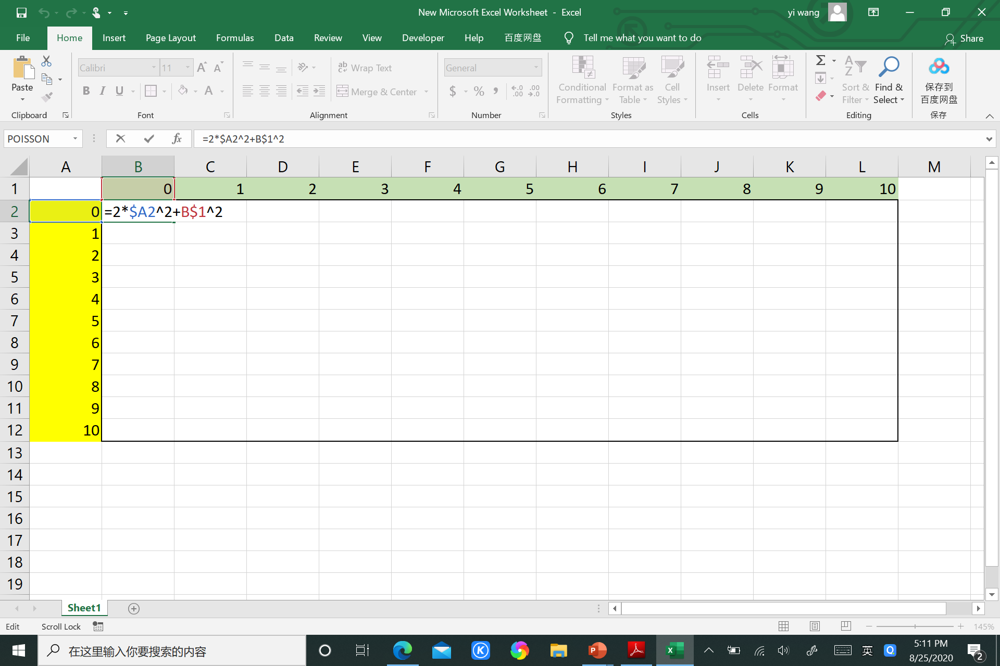 New Microsoft Excel Worksheet - Excel
yi wang
File Home Insert Page Layout Formulas Data Review View Developer Help 百度网盘 Tell me what you want to do Share
Paste
Clipboard
Calibri 11
A A
B I U A
Font
ab c Wrap Text
Merge & Center
Alignment
General
$ % , .0 .00 .00 .0
Number
Conditional Formatting
Format as Table
Cell Styles
Styles
Insert Delete Format
Cells
Σ
A Z
Sort & Filter
Find & Select
Editing
保存到
百度网盘
保存
POISSON fx =2*$A2^2+B$1^2
A B C D E F G H I J K L M
1 0 1 2 3 4 5 6 7 8 9 10
2 0 =2*$A2^2+B$1^2
3 1
4 2
5 3
6 4
7 5
8 6
9 7
10 8
11 9
12 10
13
14
15
16
17
18
19
Sheet1
Edit Scroll Lock 145%
在这里输入你要搜索的内容
K P X 英 Q
5:11 PM
8/25/2020
2